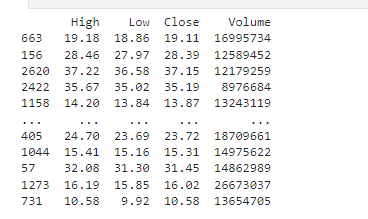 High Low Close Volume
663 19.18 18.86 19.11 16995734
156 28.46 27.97 28.39 12589452
2620 37.22 36.58 37.15 12179259
2422 35.67 35.02 35.19 8976684
1158 14.20 13.84 13.87 13243119
... ... ... ... ...
405 24.70 23.69 23.72 18709661
1044 15.41 15.16 15.31 14975622
57 32.08 31.30 31.45 14862989
1273 16.19 15.85 16.02 26673037
731 10.58 9.92 10.58 13654705